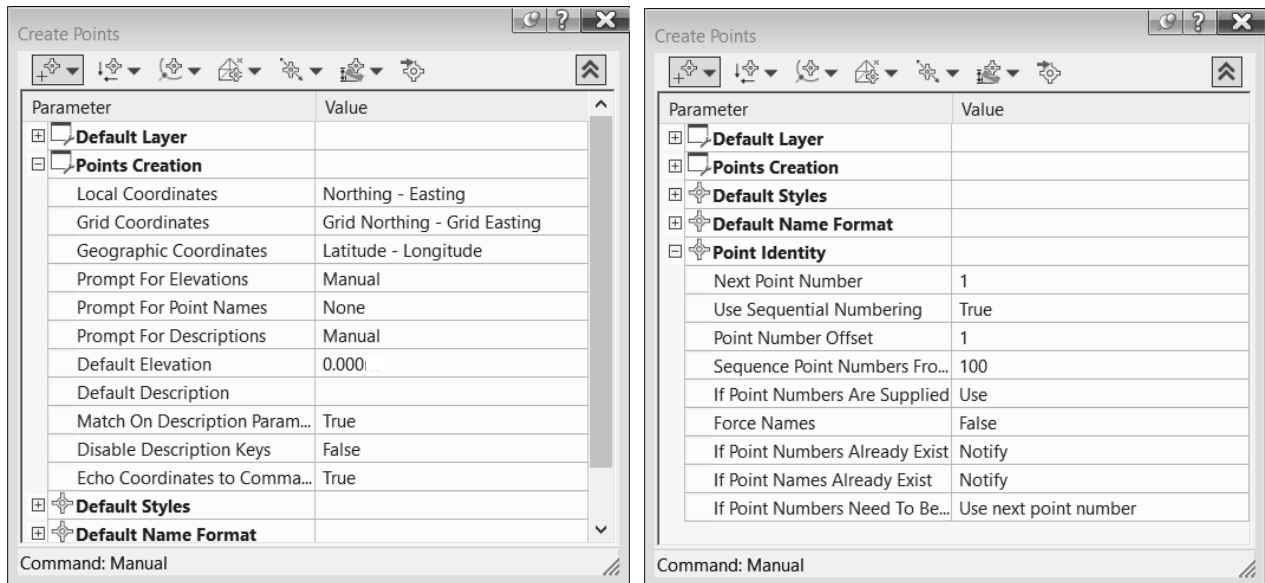 Create Points
Parameter Value
Default Layer
Points Creation
Local Coordinates Northing - Easting
Grid Coordinates Grid Northing - Grid Easting
Geographic Coordinates Latitude - Longitude
Prompt For Elevations Manual
Prompt For Point Names None
Prompt For Descriptions Manual
Default Elevation 0.000
Default Description
Match On Description Param... True
Disable Description Keys False
Echo Coordinates to Comma... True
Default Styles
Default Name Format
Command: Manual
Create Points
Parameter Value
Default Layer
Points Creation
Default Styles
Default Name Format
Point Identity
Next Point Number 1
Use Sequential Numbering True
Point Number Offset 1
Sequence Point Numbers Fro... 100
If Point Numbers Are Supplied Use
Force Names False
If Point Numbers Already Exist Notify
If Point Names Already Exist Notify
If Point Numbers Need To Be... Use next point number
Command: Manual